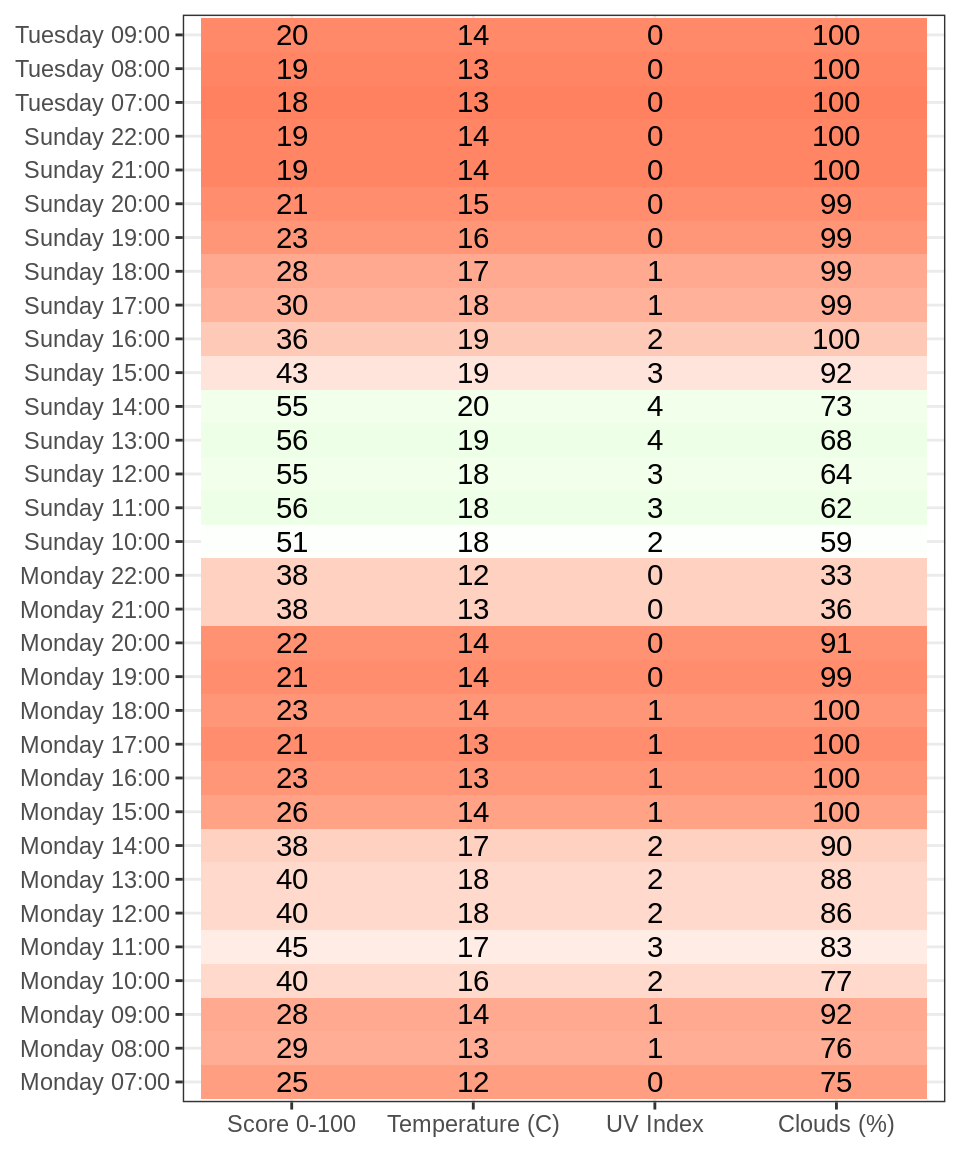 Tuesday 09:00 20 14 0 100
Tuesday 08:00 19 13 0 100
Tuesday 07:00 18 13 0 100
Sunday 22:00 19 14 0 100
Sunday 21:00 19 14 0 100
Sunday 20:00 21 15 0 99
Sunday 19:00 23 16 0 99
Sunday 18:00 28 17 1 99
Sunday 17:00 30 18 1 99
Sunday 16:00 36 19 2 100
Sunday 15:00 43 19 3 92
Sunday 14:00 55 20 4 73
Sunday 13:00 56 19 4 68
Sunday 12:00 55 18 3 64
Sunday 11:00 56 18 3 62
Sunday 10:00 51 18 2 59
Monday 22:00 38 12 0 33
Monday 21:00 38 13 0 36
Monday 20:00 22 14 0 91
Monday 19:00 21 14 0 99
Monday 18:00 23 14 1 100
Monday 17:00 21 13 1 100
Monday 16:00 23 13 1 100
Monday 15:00 26 14 1 100
Monday 14:00 38 17 2 90
Monday 13:00 40 18 2 88
Monday 12:00 40 18 2 86
Monday 11:00 45 17 3 83
Monday 10:00 40 16 2 77
Monday 09:00 28 14 1 92
Monday 08:00 29 13 1 76
Monday 07:00 25 12 0 75
Score 0-100 Temperature (C) UV Index Clouds (%)